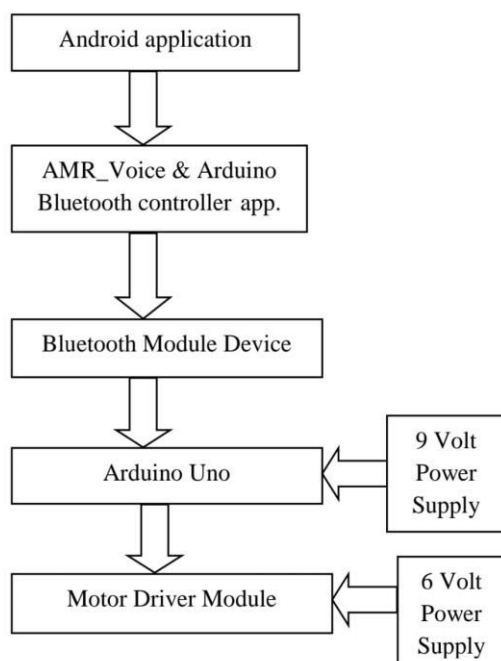 Android application
AMR_Voice & Arduino
Bluetooth controller app.
Bluetooth Module Device
Arduino Uno
9 Volt
Power
Supply
Motor Driver Module
6 Volt
Power
Supply